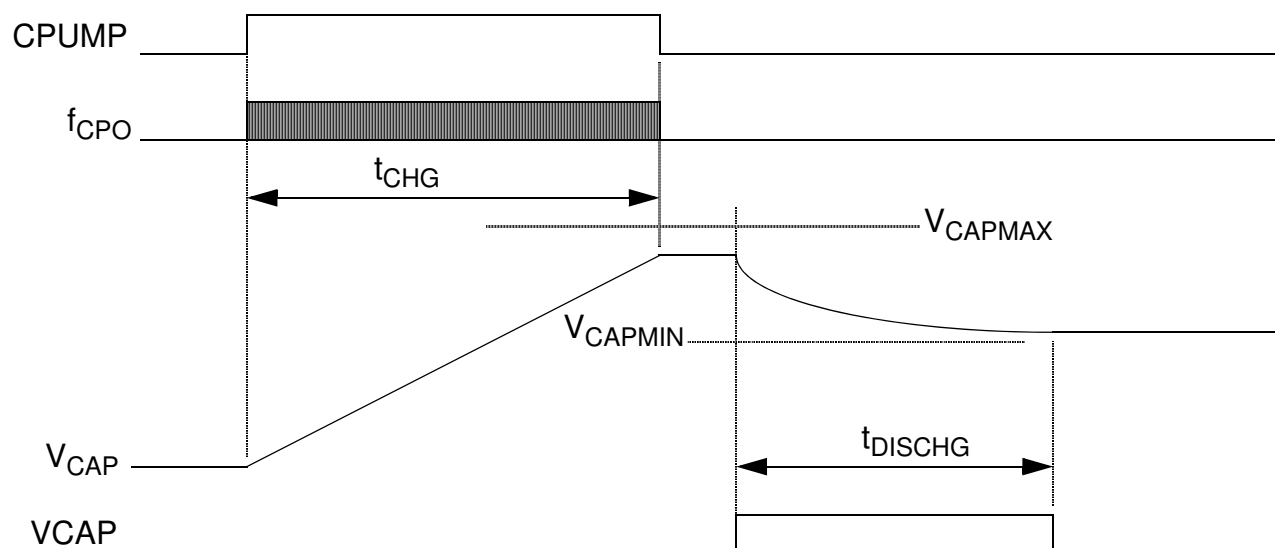 CPUMP
fCPO
tCHG
VCAPMAX
VCAPMIN
VCAP
tDISCHG
VCAP